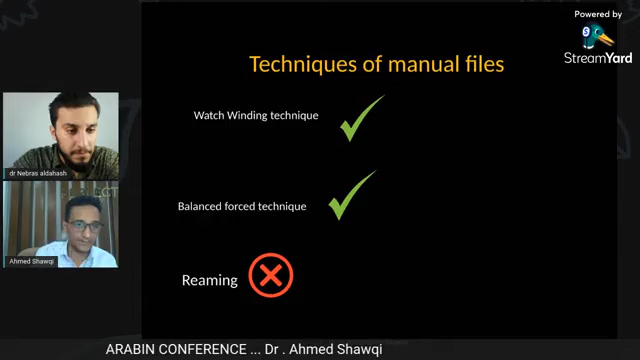 Powered by
StreamYard
Techniques of manual files
Watch Winding technique
dr Nebras aldahash
Balanced forced technique
Ahmed Shawqi
Reaming
ARABIN CONFERENCE ... Dr . Ahmed Shawqi